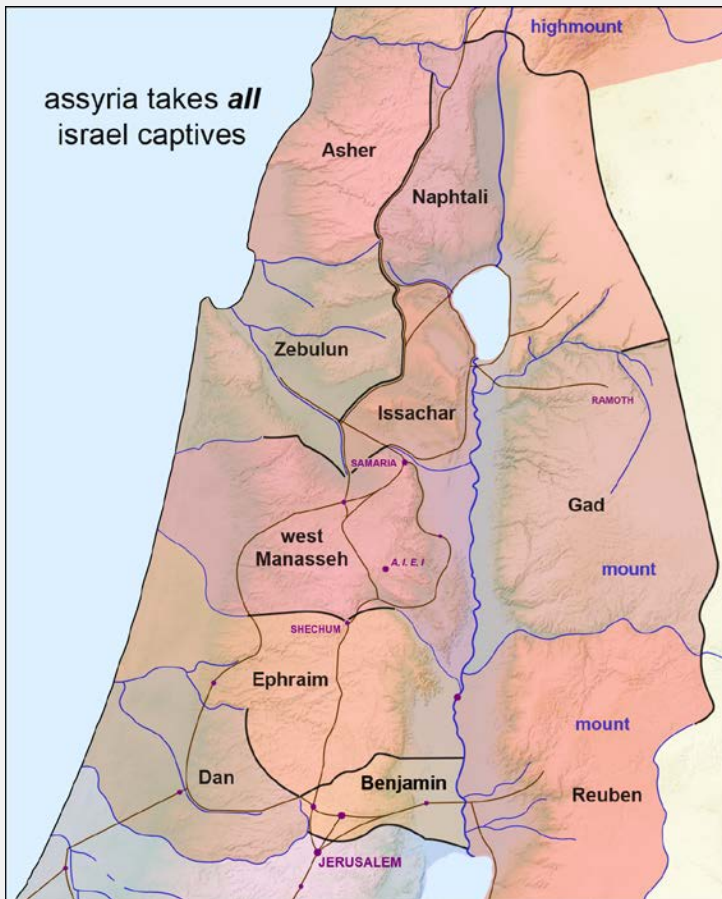 highmount
assyria takes all
israel captives
Asher
Naphtali
Zebulun
Issachar
RAMOTH
SAMARIA
Gad
west
Manasseh
A. I. E. I
mount
SHECHUM
Ephraim
mount
Dan
Benjamin
Reuben
JERUSALEM